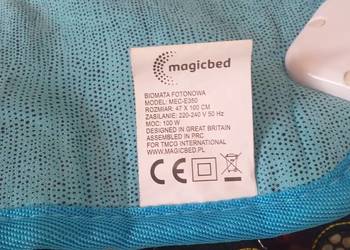 magicbed
BIOMATA FOTONOWA
MODEL: MEC-E350
ROZMIAR: 47 X 100 CM
ZASILANIE: 220-240 V 50 Hz
MOC: 100 W
DESIGNED IN GREAT BRITAIN
ASSEMBLED IN PRC
FOR TMCG INTERNATIONAL
WWW.MAGICBED.PL
CE